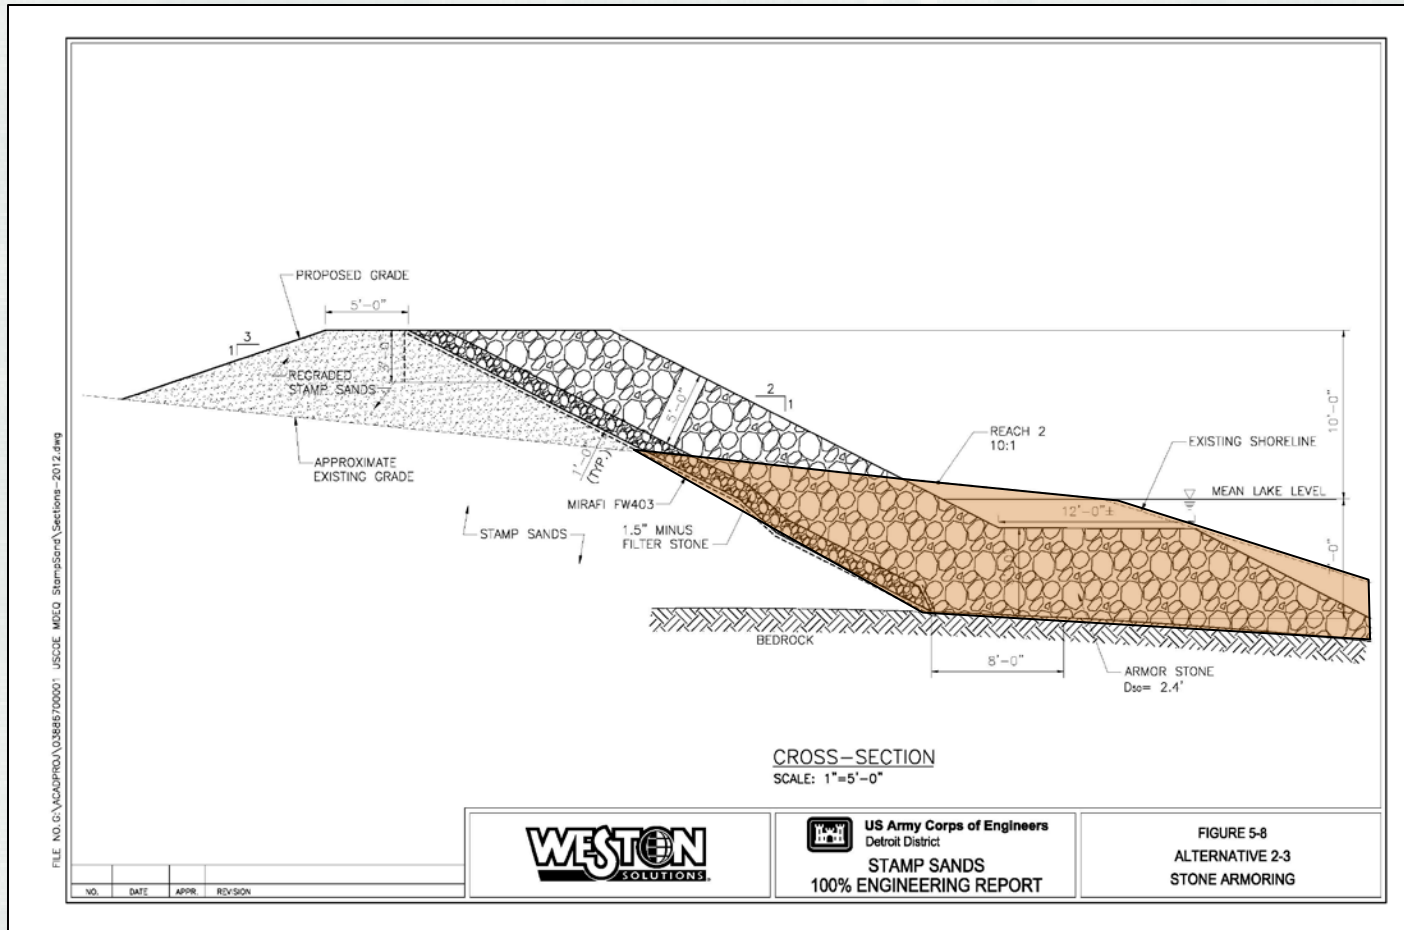 PROPOSED GRADE
5'-0"
3
1
REGRADED
STAMP SANDS
5'-0"
2
1
10'-0"
REACH 2
10:1
EXISTING SHORELINE
APPROXIMATE
EXISTING GRADE
1'-0"
(TYP.)
MIRAFI FW403
MEAN LAKE LEVEL
12'-0"±
STAMP SANDS
1.5" MINUS
FILTER STONE
BEDROCK
8'-0"
ARMOR STONE
D50= 2.4'
CROSS-SECTION
SCALE: 1"=5'-0"
FILE NO. G:\ACADPROJ\03886700001 USCOE MDEQ StampSand\Sections-2012.dwg
NO. DATE APPR. REVISION
WESTON
SOLUTIONS
US Army Corps of Engineers
Detroit District
STAMP SANDS
100% ENGINEERING REPORT
FIGURE 5-8
ALTERNATIVE 2-3
STONE ARMORING